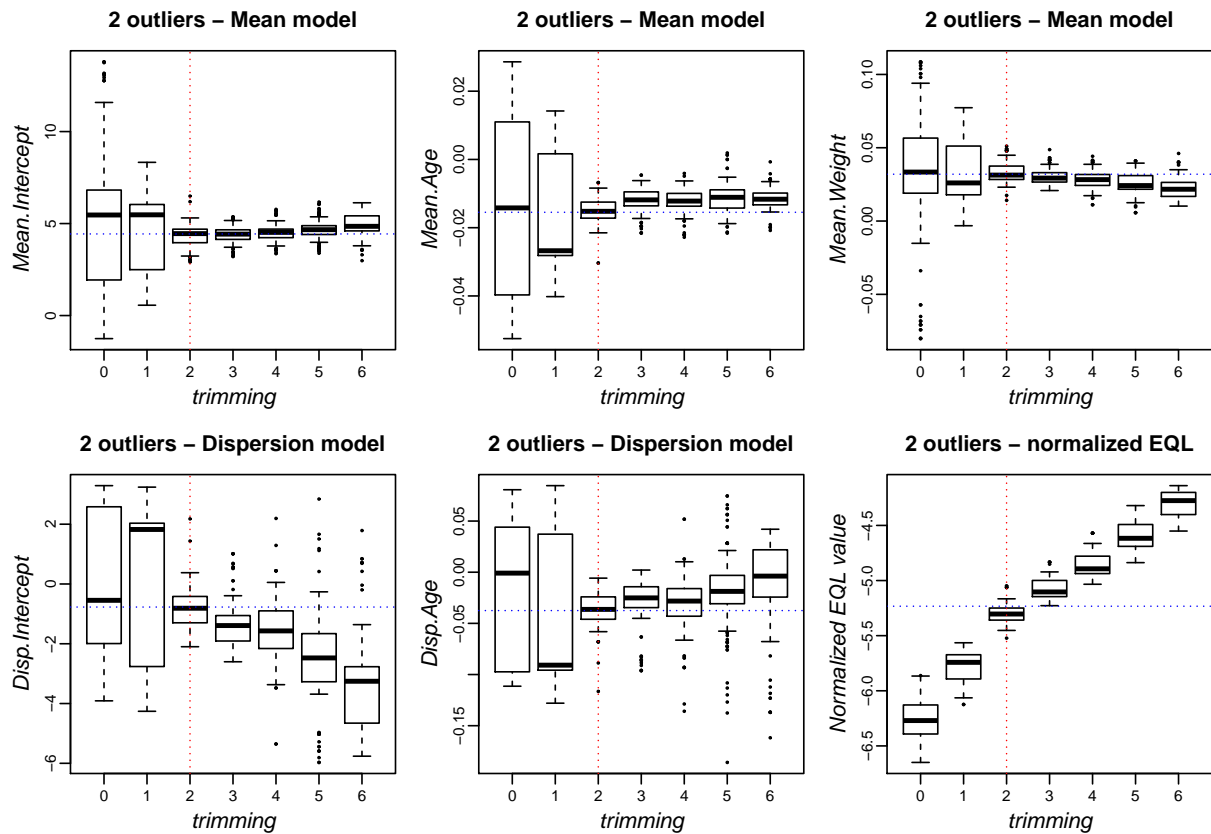 2 outliers − Mean model
Mean.Intercept
0 5 10
0 1 2 3 4 5 6
trimming
2 outliers − Mean model
Mean.Age
−0.04 −0.02 0.00 0.02
0 1 2 3 4 5 6
trimming
2 outliers − Mean model
Mean.Weight
−0.05 0.00 0.05 0.10
0 1 2 3 4 5 6
trimming
2 outliers − Dispersion model
Disp.Intercept
−6 −4 −2 0 2
0 1 2 3 4 5 6
trimming
2 outliers − Dispersion model
Disp.Age
−0.15 −0.05 0.00 0.05
0 1 2 3 4 5 6
trimming
2 outliers − normalized EQL
Normalized EQL value
−6.5 −6.0 −5.5 −5.0 −4.5
0 1 2 3 4 5 6
trimming